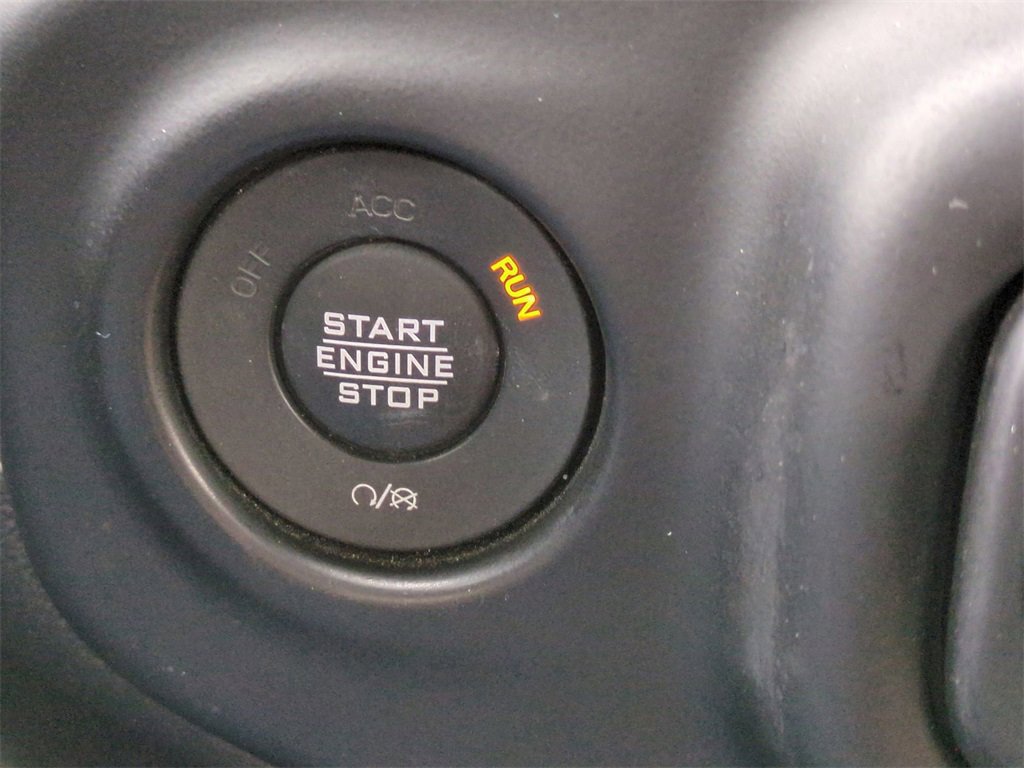 OFF
ACC
RUN
START
ENGINE
STOP